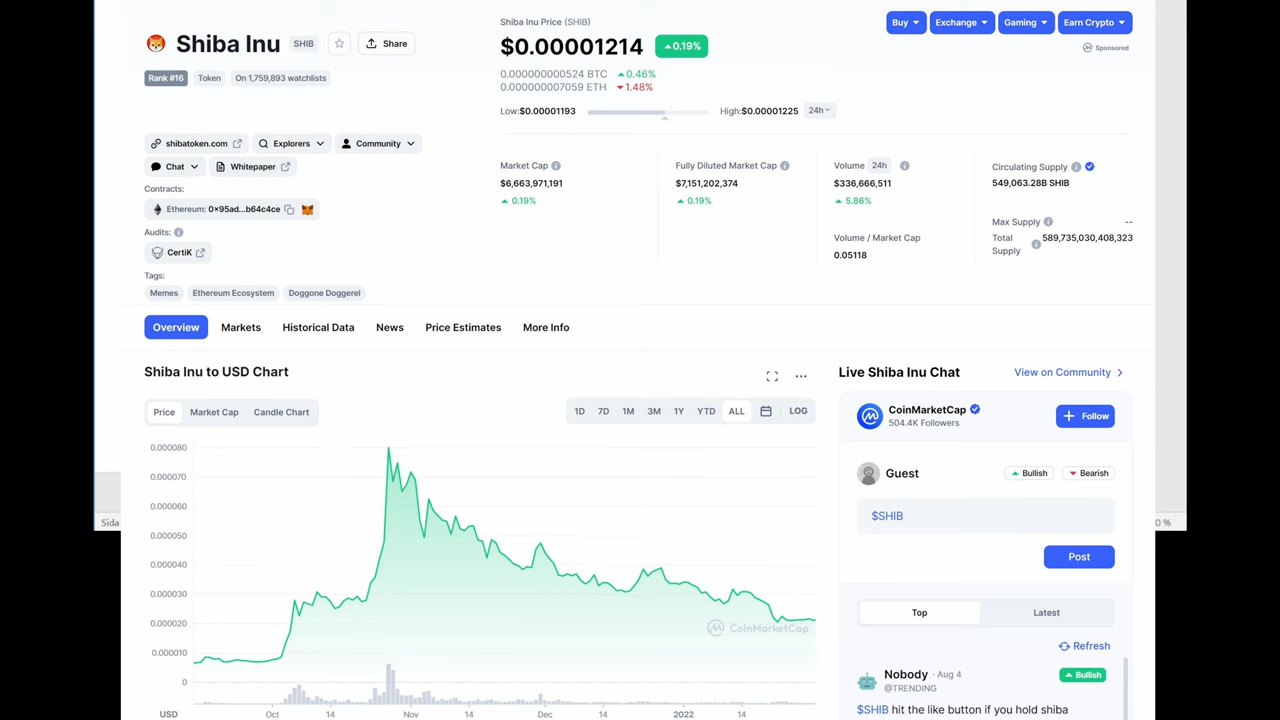 Shiba Inu SHIB Share
Rank #16 Token On 1,759,893 watchlists
shibatoken.com Explorers Community
Chat Whitepaper
Contracts:
Ethereum: 0x95ad...b64c4ce
Audits:
CertiK
Tags:
Memes Ethereum Ecosystem Doggone Doggerel
Shiba Inu Price (SHIB)
$0.00001214 0.19%
0.000000000524 BTC 0.46%
0.000000007059 ETH 1.48%
Low:$0.00001193 High:$0.00001225 24h
Buy Exchange Gaming Earn Crypto
Sponsored
Market Cap
$6,663,971,191
0.19%
Fully Diluted Market Cap
$7,151,202,374
0.19%
Volume 24h
$336,666,511
5.86%
Volume / Market Cap
0.05118
Circulating Supply
549,063.28B SHIB
Max Supply --
Total Supply 589,735,030,408,323
Overview Markets Historical Data News Price Estimates More Info
Shiba Inu to USD Chart
Price Market Cap Candle Chart
1D 7D 1M 3M 1Y YTD ALL LOG
0.000080
0.000070
0.000060
0.000050
0.000040
0.000030
0.000020
0.000010
0
CoinMarketCap
USD Oct 14 Nov 14 Dec 14 2022 14
Live Shiba Inu Chat View on Community
CoinMarketCap
504.4K Followers
Follow
Guest Bullish Bearish
$SHIB
Post
Top Latest
Refresh
Nobody · Aug 4 Bullish
@TRENDING
$SHIB hit the like button if you hold shiba
Sida
0 %